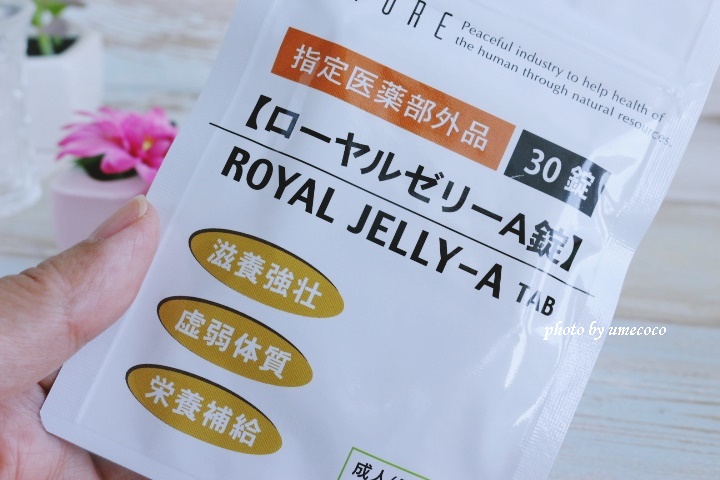 Peaceful industry to help health of
the human through natural resources.
指定医薬部外品
30錠
【ローヤルゼリーA錠】
ROYAL JELLY-A TAB
滋養強壮
虚弱体質
栄養補給
成人
photo by umecoco